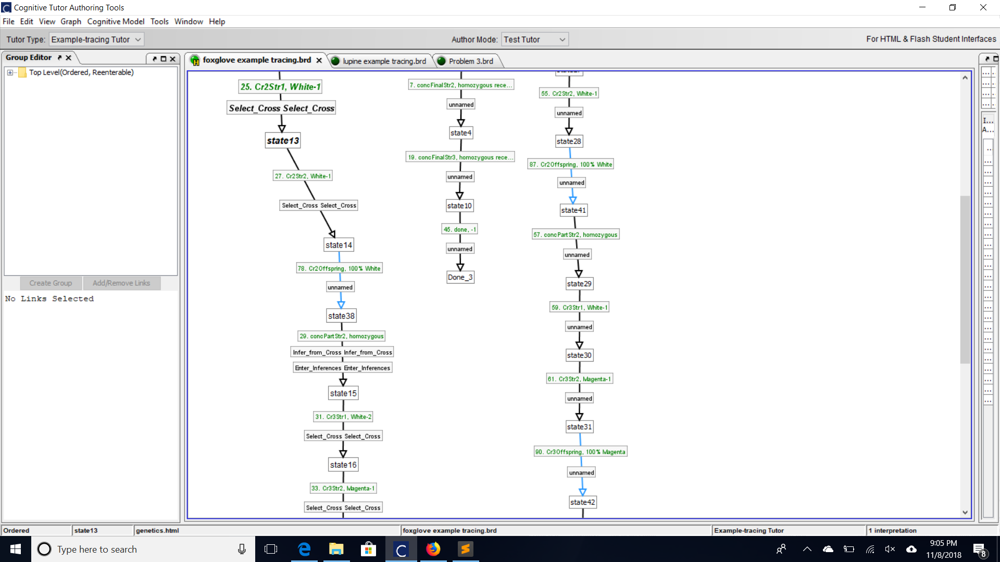 Cognitive Tutor Authoring Tools
File Edit View Graph Cognitive Model Tools Window Help
Tutor Type: Example-tracing Tutor
Author Mode: Test Tutor
For HTML & Flash Student Interfaces
Group Editor
Top Level(Ordered, Reenterable)
Create Group
Add/Remove Links
No Links Selected
foxglove example tracing.brd
lupine example tracing.brd
Problem 3.brd
25. Cr2Str1, White-1
Select_Cross Select_Cross
state13
27. Cr2Str2, White-1
Select_Cross Select_Cross
state14
78. Cr2Offspring, 100% White
unnamed
state38
29. concPartStr2, homozygous
Infer_from_Cross Infer_from_Cross
Enter_Inferences Enter_Inferences
state15
31. Cr3Str1, White-2
Select_Cross Select_Cross
state16
33. Cr3Str2, Magenta-1
Select_Cross Select_Cross
7. concFinalStr2, homozygous rece...
unnamed
state4
19. concFinalStr3, homozygous rece...
unnamed
state10
45. done, -1
unnamed
Done_3
55. Cr2Str2, White-1
unnamed
state28
87. Cr2Offspring, 100% White
unnamed
state41
57. concPartStr2, homozygous
unnamed
state29
59. Cr3Str1, White-1
unnamed
state30
61. Cr3Str2, Magenta-1
unnamed
state31
90. Cr3Offspring, 100% Magenta
unnamed
state42
I...
A...
Ordered
state13
genetics.html
foxglove example tracing.brd
Example-tracing Tutor
1 interpretation
Type here to search
9:05 PM
11/8/2018
8